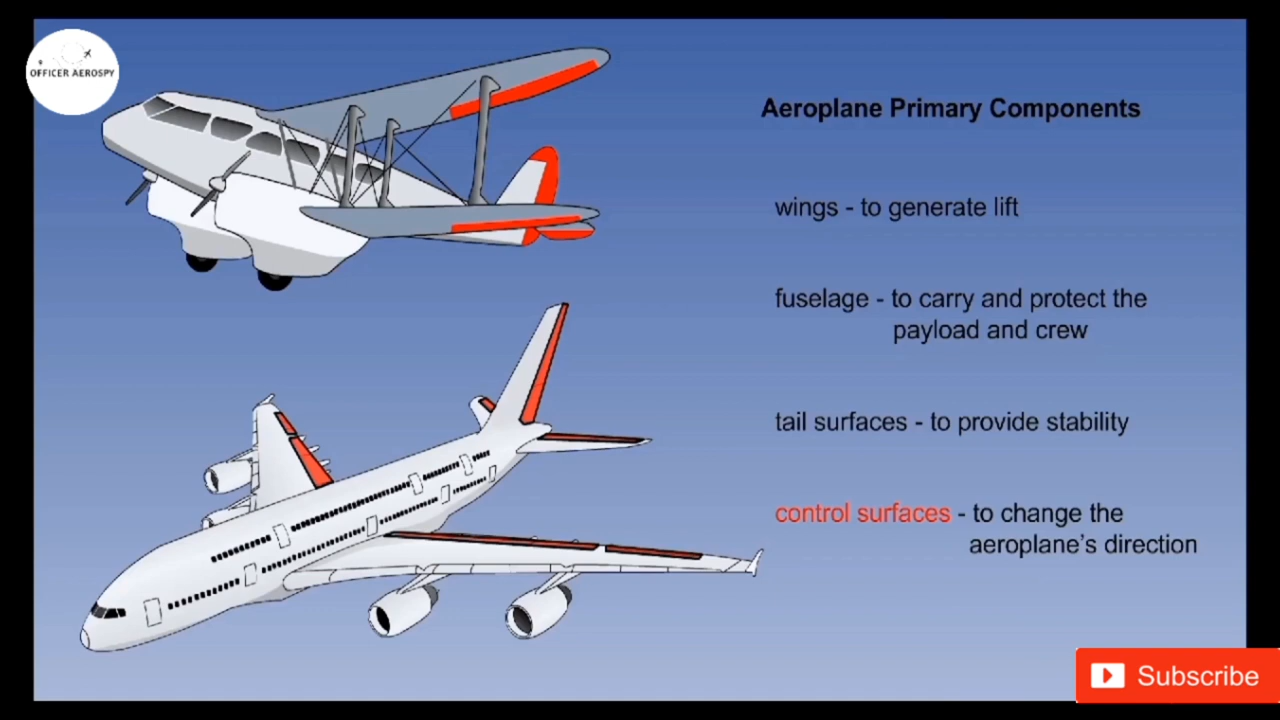 OFFICER AEROSPY
Aeroplane Primary Components
wings - to generate lift
fuselage - to carry and protect the
payload and crew
tail surfaces - to provide stability
control surfaces - to change the
aeroplane's direction
Subscribe